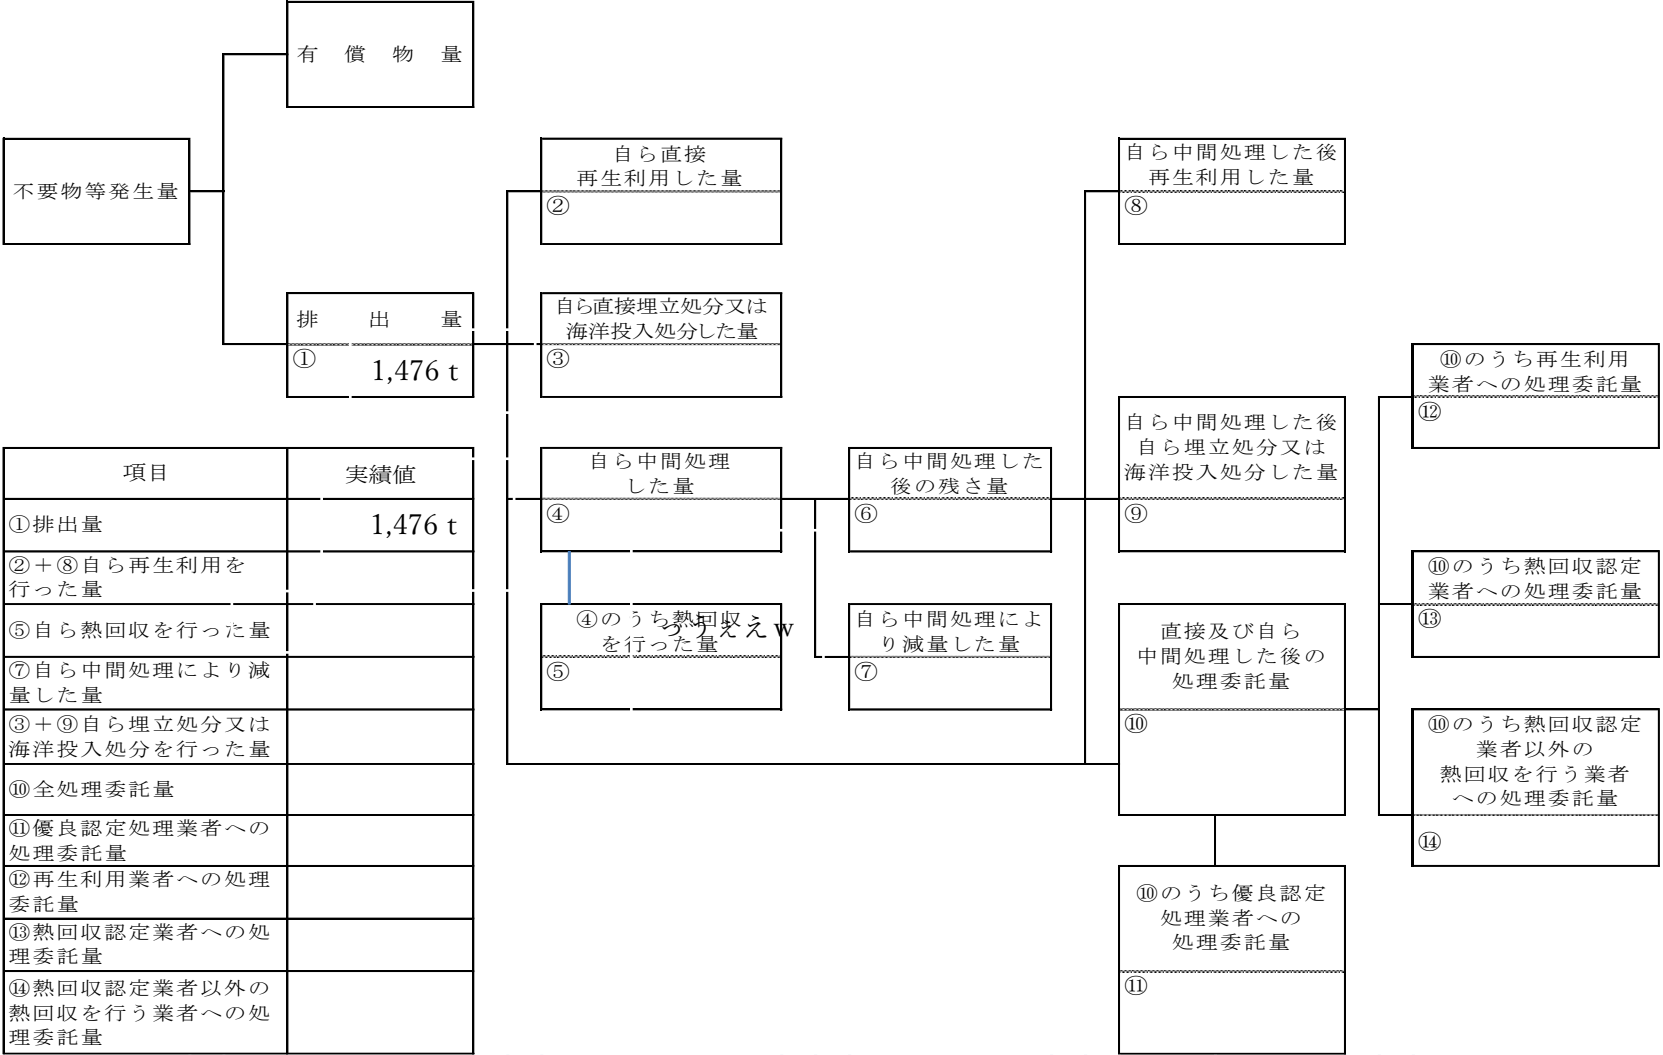 有償物量
不要物等発生量
自ら直接
再生利用した量
②
自ら中間処理した後
再生利用した量
⑧
排出量
①
1,476 t
自ら直接埋立処分又は
海洋投入処分した量
③
⑩のうち再生利用
業者への処理委託量
⑫
自ら中間処理した後
自ら埋立処分又は
海洋投入処分した量
⑨
自ら中間処理
した量
④
自ら中間処理した
後の残さ量
⑥
項目
実績値
①排出量
1,476 t
②＋⑧自ら再生利用を
行った量
⑤自ら熱回収を行った量
⑦自ら中間処理により減
量した量
③＋⑨自ら埋立処分又は
海洋投入処分を行った量
⑩全処理委託量
⑪優良認定処理業者への
処理委託量
⑫再生利用業者への処理
委託量
⑬熱回収認定業者への処
理委託量
⑭熱回収認定業者以外の
熱回収を行う業者への処
理委託量
④のうち熱回収
を行った量
つうええw
⑤
自ら中間処理によ
り減量した量
⑦
直接及び自ら
中間処理した後の
処理委託量
⑩
⑩のうち熱回収認定
業者への処理委託量
⑬
⑩のうち熱回収認定
業者以外の
熱回収を行う業者
への処理委託量
⑭
⑩のうち優良認定
処理業者への
処理委託量
⑪